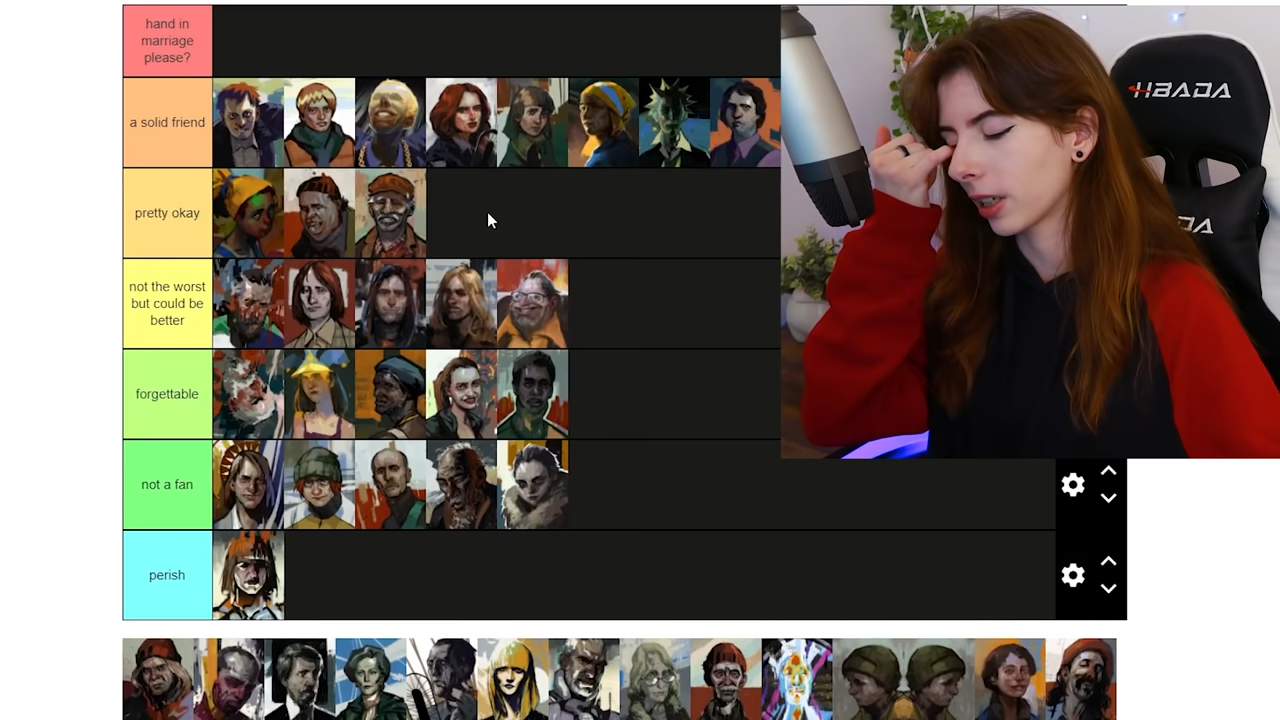 hand in
marriage
please?
a solid friend
pretty okay
not the worst
but could be
better
forgettable
not a fan
perish
HBADA